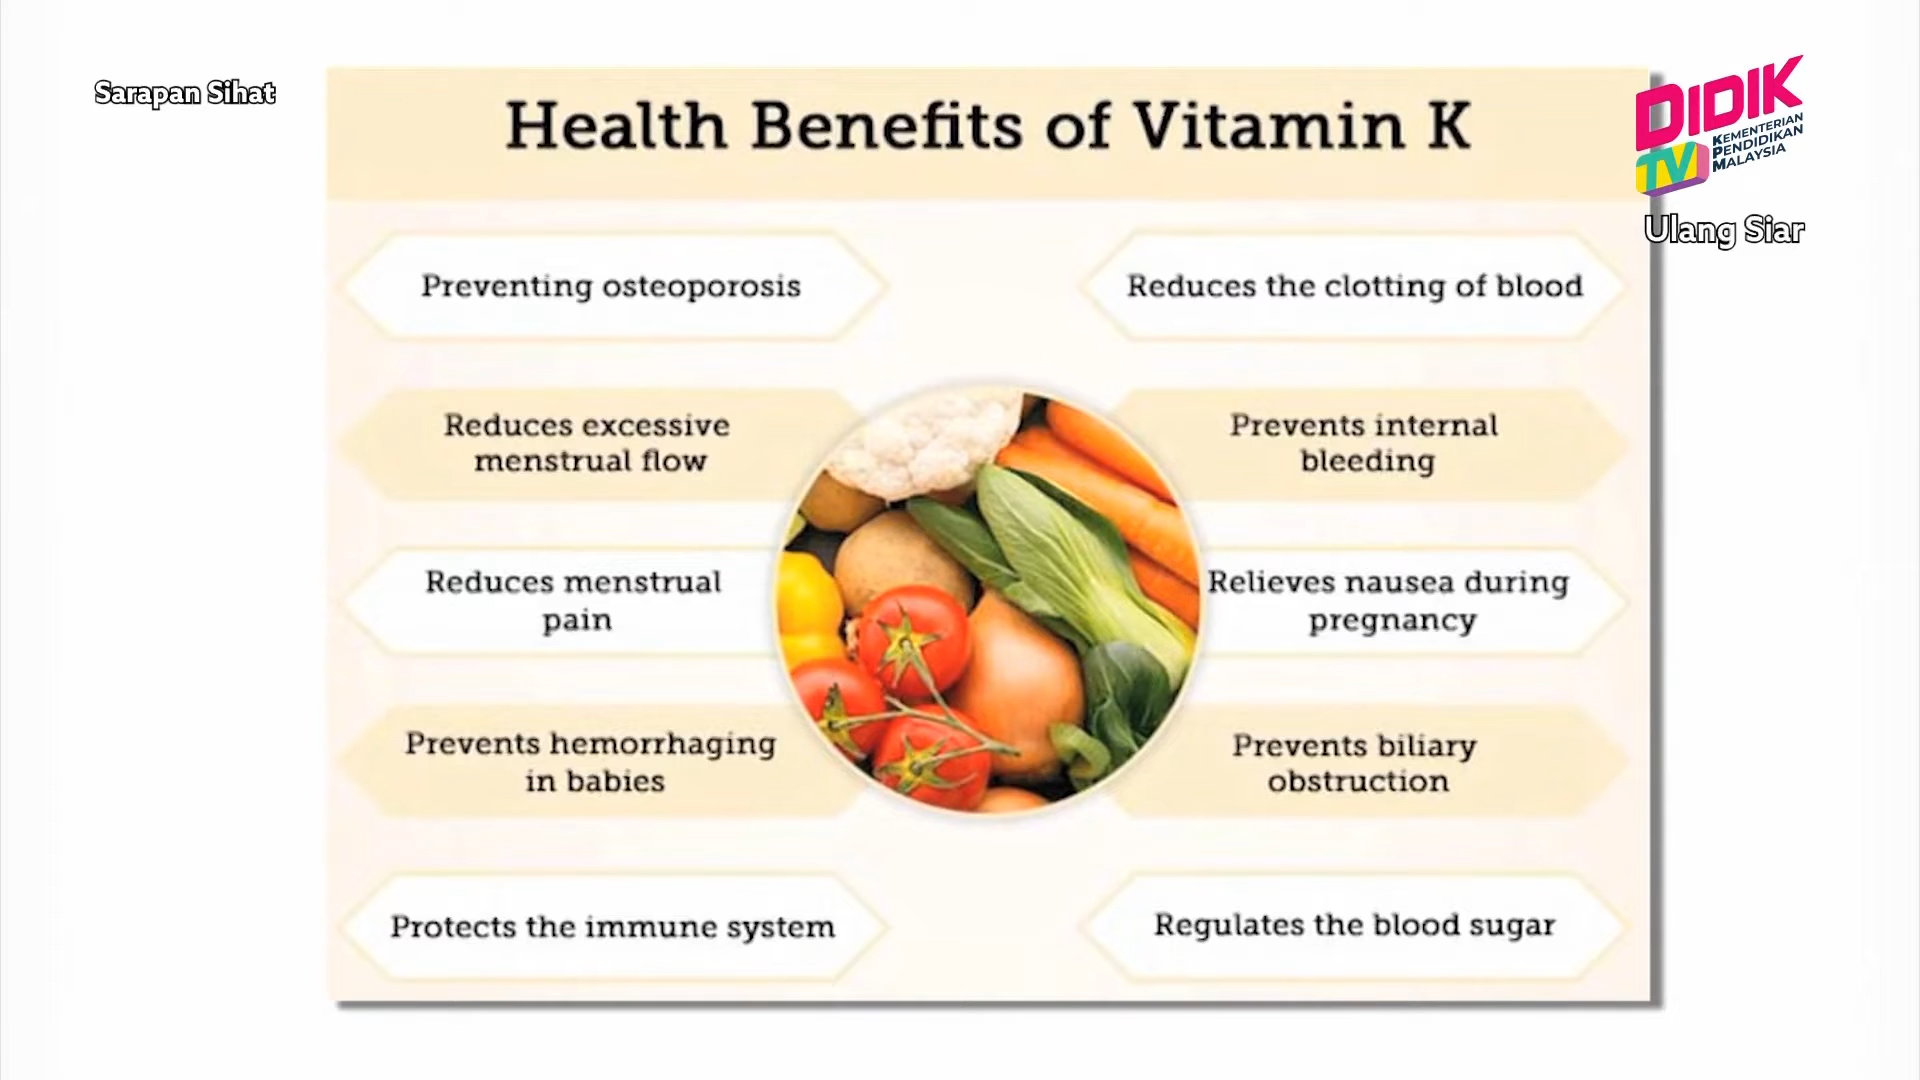 Sarapan Sihat
Health Benefits of Vitamin K
DIDIK
TV
KEMENTERIAN
PENDIDIKAN
MALAYSIA
Ulang Siar
Preventing osteoporosis
Reduces the clotting of blood
Reduces excessive
menstrual flow
Prevents internal
bleeding
Reduces menstrual
pain
Relieves nausea during
pregnancy
Prevents hemorrhaging
in babies
Prevents biliary
obstruction
Protects the immune system
Regulates the blood sugar